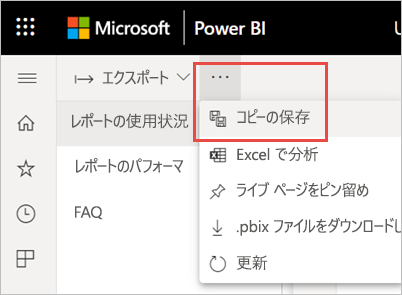 Microsoft Power BI
エクスポート ...
コピーの保存
レポートの使用状況
Excel で分析
レポートのパフォーマ
ライブ ページをピン留め
FAQ
.pbix ファイルをダウンロードし
更新